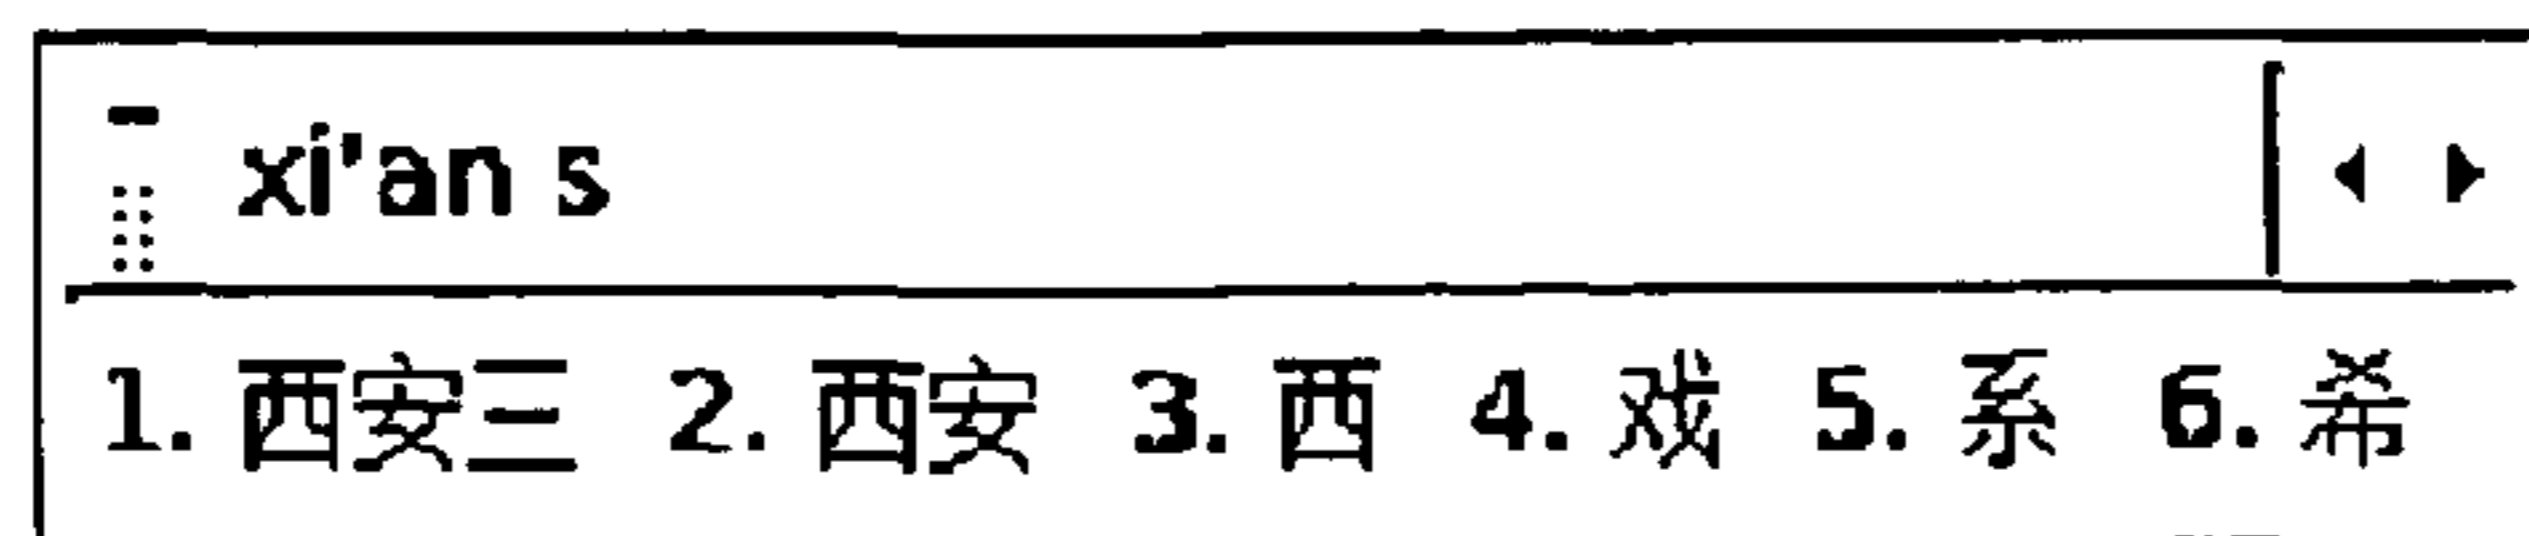 xi'an s
1. 西安三 2. 西安 3. 西 4. 戏 5. 系 6. 希